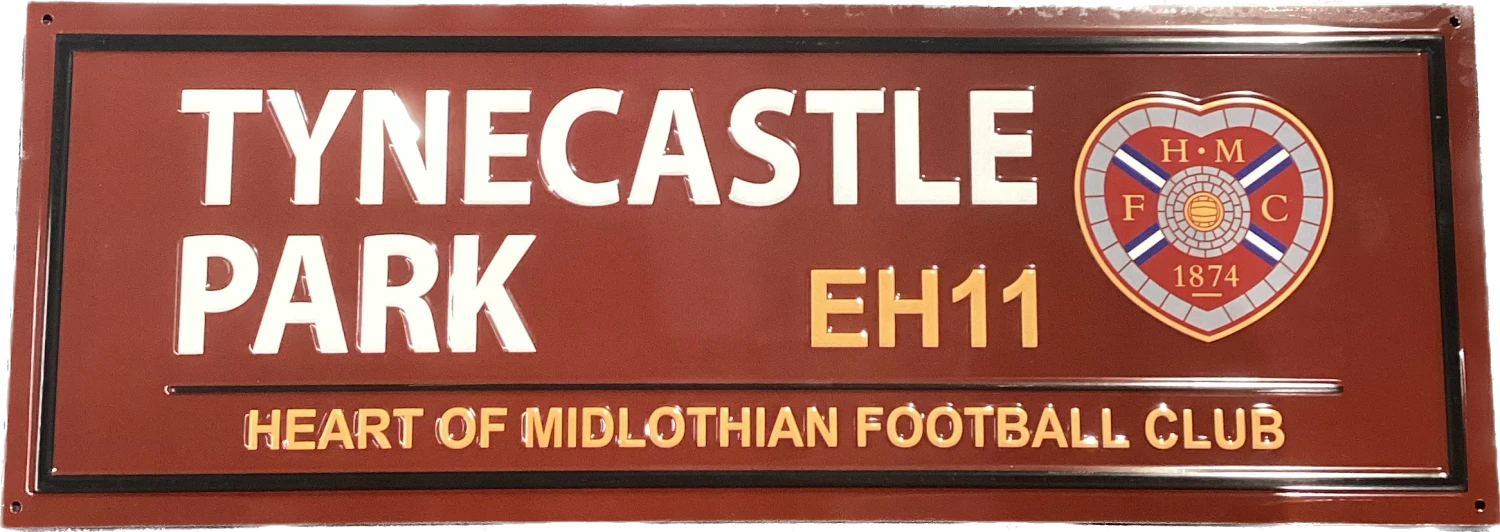 TYNECASTLE
PARK
EH11
HEART OF MIDLOTHIAN FOOTBALL CLUB
H·M
F C
1874